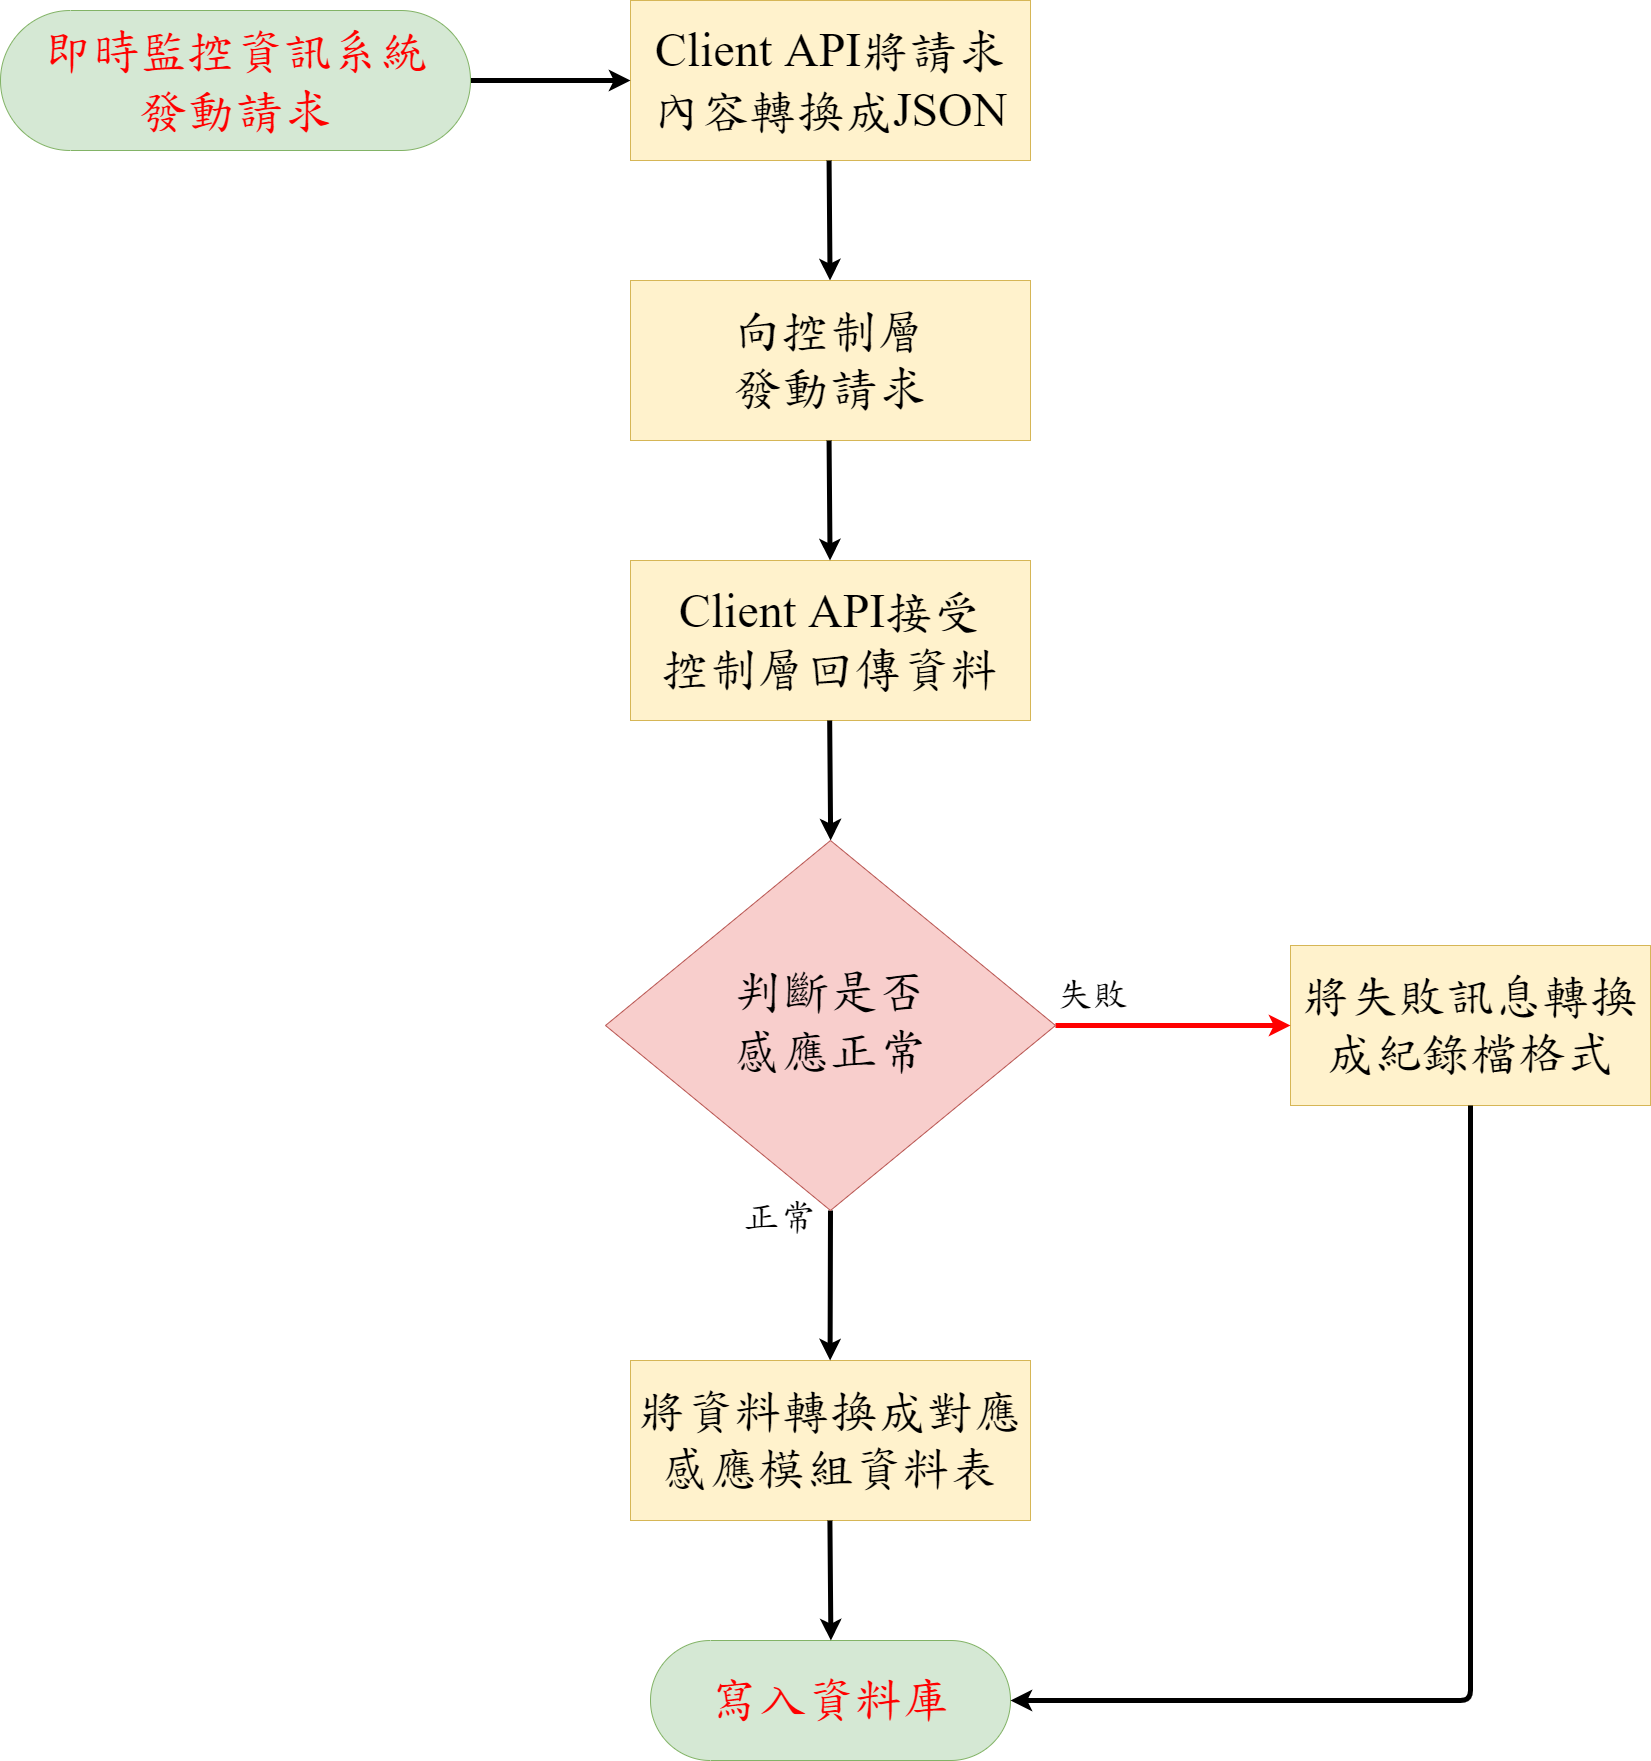 即時監控資訊系統
發動請求
Client API將請求
內容轉換成JSON
向控制層
發動請求
Client API接受
控制層回傳資料
判斷是否
感應正常
失敗
將失敗訊息轉換
成紀錄檔格式
正常
將資料轉換成對應
感應模組資料表
寫入資料庫